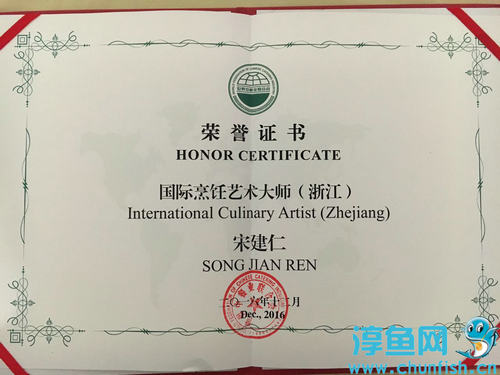 荣誉证书
HONOR CERTIFICATE
国际烹饪艺术大师（浙江）
International Culinary Artist (Zhejiang)
宋建仁
SONG JIAN REN
二〇一六年十二月
Dec., 2016
淳鱼网
www.chunfish.cn